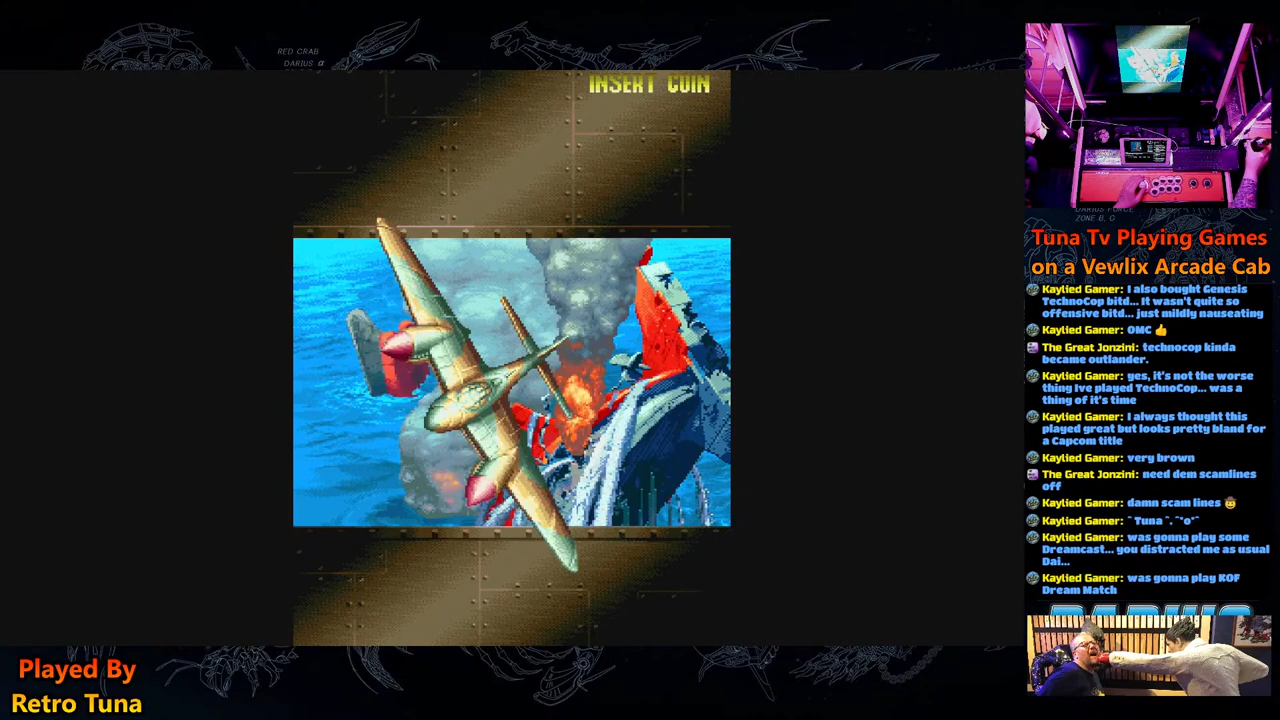 RED CRAB
DARIUS α
INSERT COIN
ZONE B, G
Tuna Tv Playing Games
on a Vewlix Arcade Cab
Kaylied Gamer: I also bought Genesis
TechnoCop bitd... It wasn't quite so
offensive bitd... just mildly nauseating
Kaylied Gamer: OMC 👍
The Great Jonzini: technocop kinda
became outlander.
Kaylied Gamer: yes, it's not the worse
thing Ive played TechnoCop... was a
thing of it's time
Kaylied Gamer: I always thought this
played great but looks pretty bland for
a Capcom title
Kaylied Gamer: very brown
The Great Jonzini: need dem scamlines
off
Kaylied Gamer: damn scam lines 🤠
Kaylied Gamer: ~ Tuna ~. ^*o*^
Kaylied Gamer: was gonna play some
Dreamcast... you distracted me as usual
Dai...
Kaylied Gamer: was gonna play KOF
Dream Match
Played By
Retro Tuna